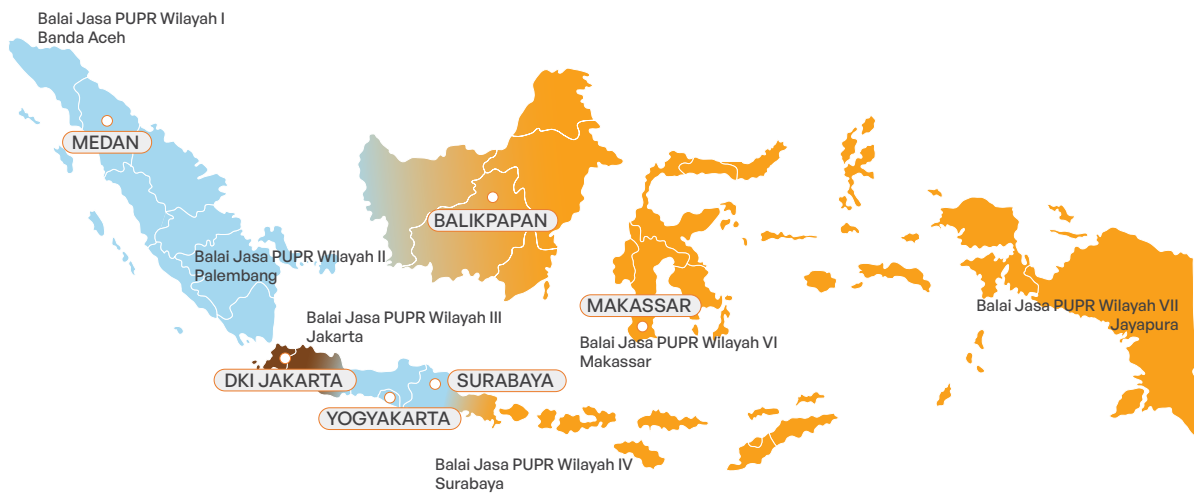 Balai Jasa PUPR Wilayah I
Banda Aceh
MEDAN
BALIKPAPAN
Balai Jasa PUPR Wilayah II
Palembang
MAKASSAR
Balai Jasa PUPR Wilayah VII
Jayapura
Balai Jasa PUPR Wilayah III
Jakarta
Balai Jasa PUPR Wilayah VI
Makassar
DKI JAKARTA
SURABAYA
YOGYAKARTA
Balai Jasa PUPR Wilayah IV
Surabaya